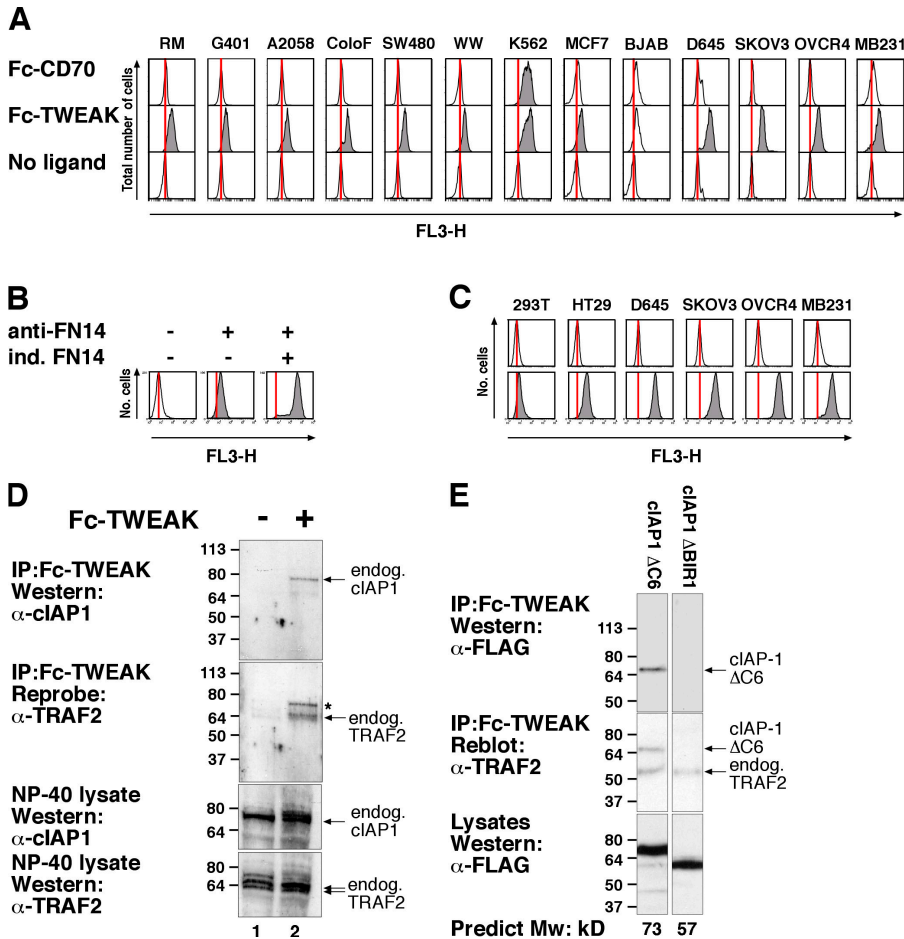 A
RM G401 A2058 ColoF SW480 WW K562 MCF7 BJAB D645 SKOV3 OVCR4 MB231
Fc-CD70
Fc-TWEAK
No ligand
Total number of cells
FL3-H
B
anti-FN14 - + +
ind. FN14 - - +
No. cells
FL3-H
C
293T HT29 D645 SKOV3 OVCR4 MB231
No. cells
FL3-H
D
Fc-TWEAK - +
IP:Fc-TWEAK
Western:
α-cIAP1
113
80
64
50
37
endog.
cIAP1
IP:Fc-TWEAK
Reprobe:
α-TRAF2
113
80
64
50
37
*
endog.
TRAF2
NP-40 lysate
Western:
α-cIAP1
80
64
endog.
cIAP1
NP-40 lysate
Western:
α-TRAF2
80
64
endog.
TRAF2
1 2
E
cIAP1 ΔC6
cIAP1 ΔBIR1
IP:Fc-TWEAK
Western:
α-FLAG
113
80
64
50
cIAP-1
ΔC6
IP:Fc-TWEAK
Reblot:
α-TRAF2
80
64
50
37
cIAP-1
ΔC6
endog.
TRAF2
Lysates
Western:
α-FLAG
80
64
50
37
Predict Mw: kD 73 57